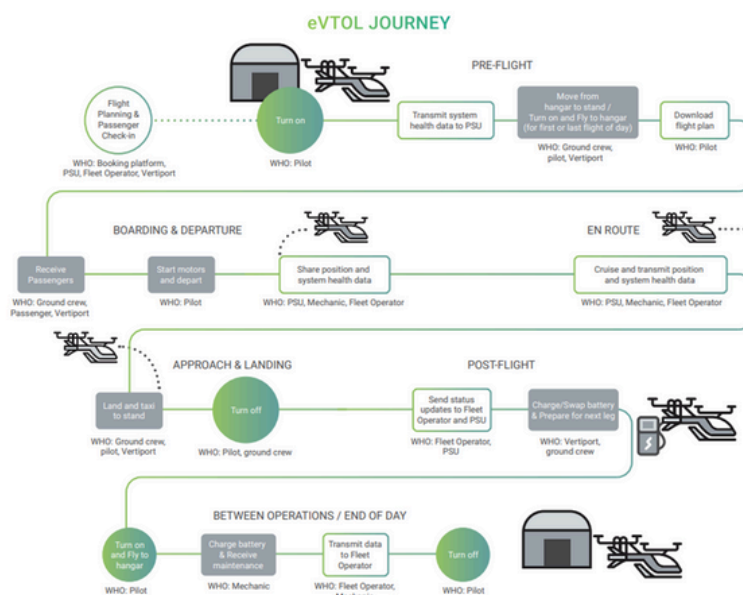 eVTOL JOURNEY
PRE-FLIGHT
Flight
Planning &
Passenger
Check-in
WHO: Booking platform,
PSU, Fleet Operator, Vertiport
Turn on
WHO: Pilot
Transmit system
health data to PSU
Move from
hangar to stand /
Turn on and Fly to hangar
(for first or last flight of day)
WHO: Ground crew,
pilot, Vertiport
Download
flight plan
WHO: Pilot
BOARDING & DEPARTURE
EN ROUTE
Receive
Passengers
WHO: Ground crew,
Passenger, Vertiport
Start motors
and depart
WHO: Pilot
Share position and
system health data
WHO: PSU, Mechanic, Fleet Operator
Cruise and transmit position
and system health data
WHO: PSU, Mechanic, Fleet Operator
APPROACH & LANDING
POST-FLIGHT
Land and taxi
to stand
WHO: Ground crew,
pilot, Vertiport
Turn off
WHO: Pilot, ground crew
Send status
updates to Fleet
Operator and PSU
WHO: Fleet Operator,
PSU
Charge/Swap battery
& Prepare for next leg
WHO: Vertiport,
ground crew
BETWEEN OPERATIONS / END OF DAY
Turn on
and Fly to
hangar
WHO: Pilot
Charge battery
& Receive
maintenance
WHO: Mechanic
Transmit data
to Fleet
Operator
WHO: Fleet Operator,
Turn off
WHO: Pilot